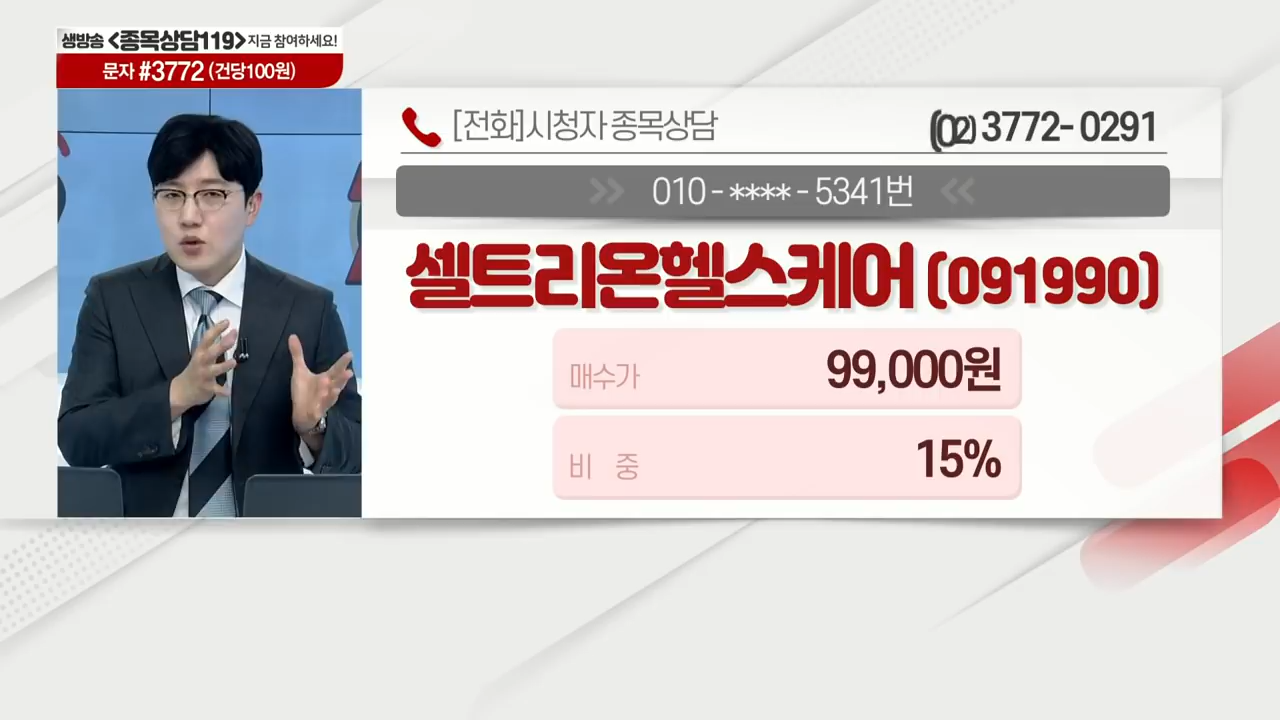 생방송 <종목상담119> 지금 참여하세요!
문자 #3772 (건당100원)
[전화]시청자 종목상담
(02) 3772-0291
010 - **** - 5341번
셀트리온헬스케어 (091990)
매수가 99,000원
비 중 15%